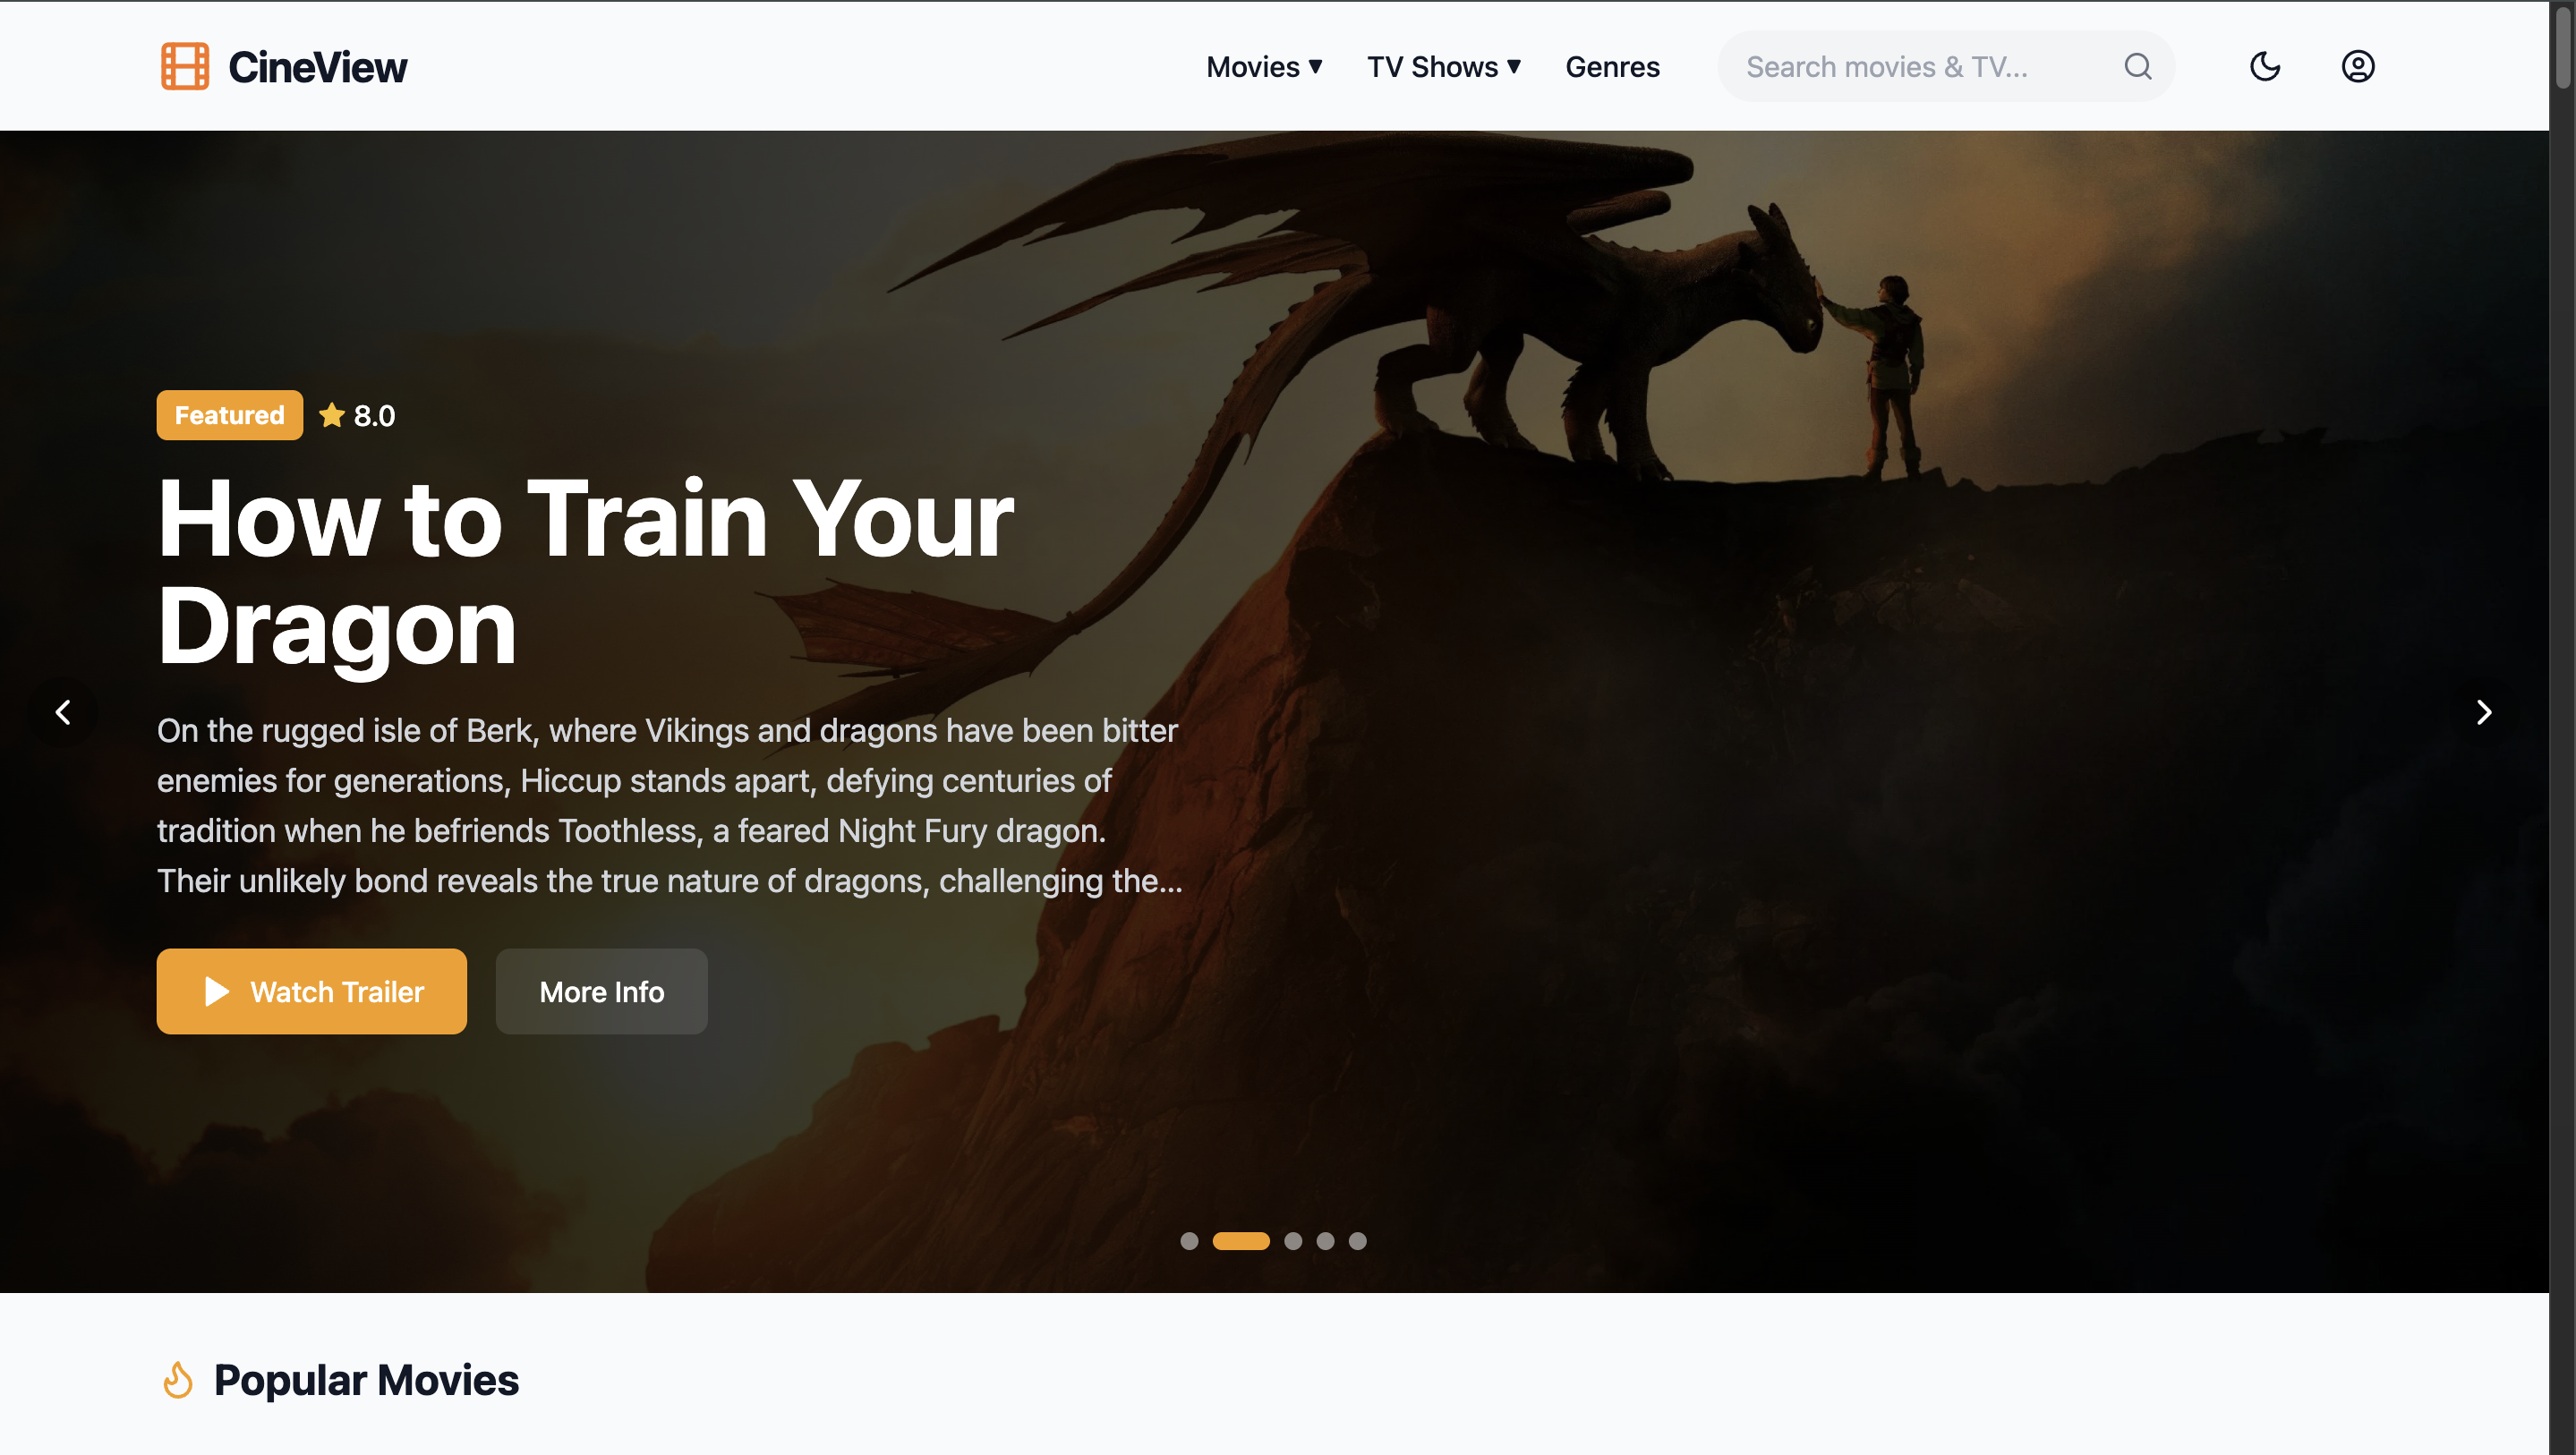 CineView
Movies ▼ TV Shows ▼ Genres Search movies & TV...
Featured ★ 8.0
How to Train Your
Dragon
On the rugged isle of Berk, where Vikings and dragons have been bitter
enemies for generations, Hiccup stands apart, defying centuries of
tradition when he befriends Toothless, a feared Night Fury dragon.
Their unlikely bond reveals the true nature of dragons, challenging the...
Watch Trailer More Info
Popular Movies